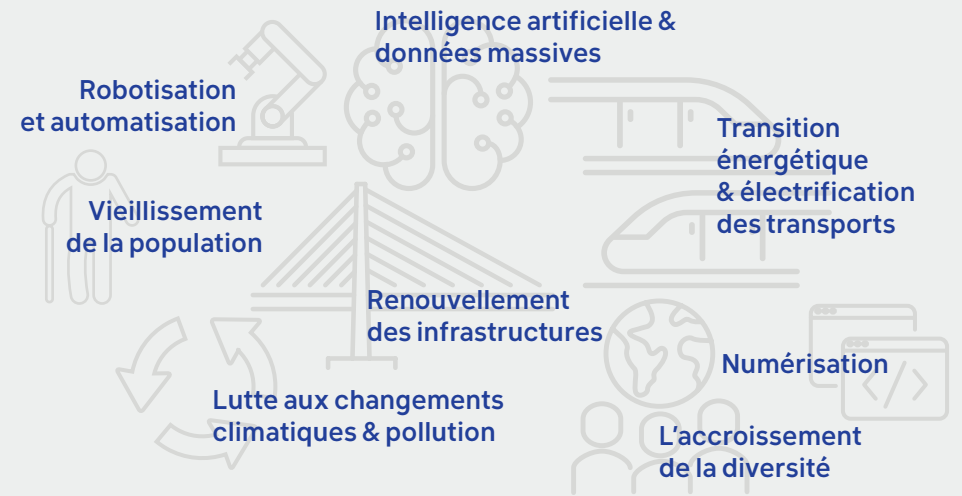 Intelligence artificielle &
données massives
Robotisation
et automatisation
Transition
énergétique
& électrification
des transports
Vieillissement
de la population
Renouvellement
des infrastructures
Numérisation
Lutte aux changements
climatiques & pollution
L'accroissement
de la diversité